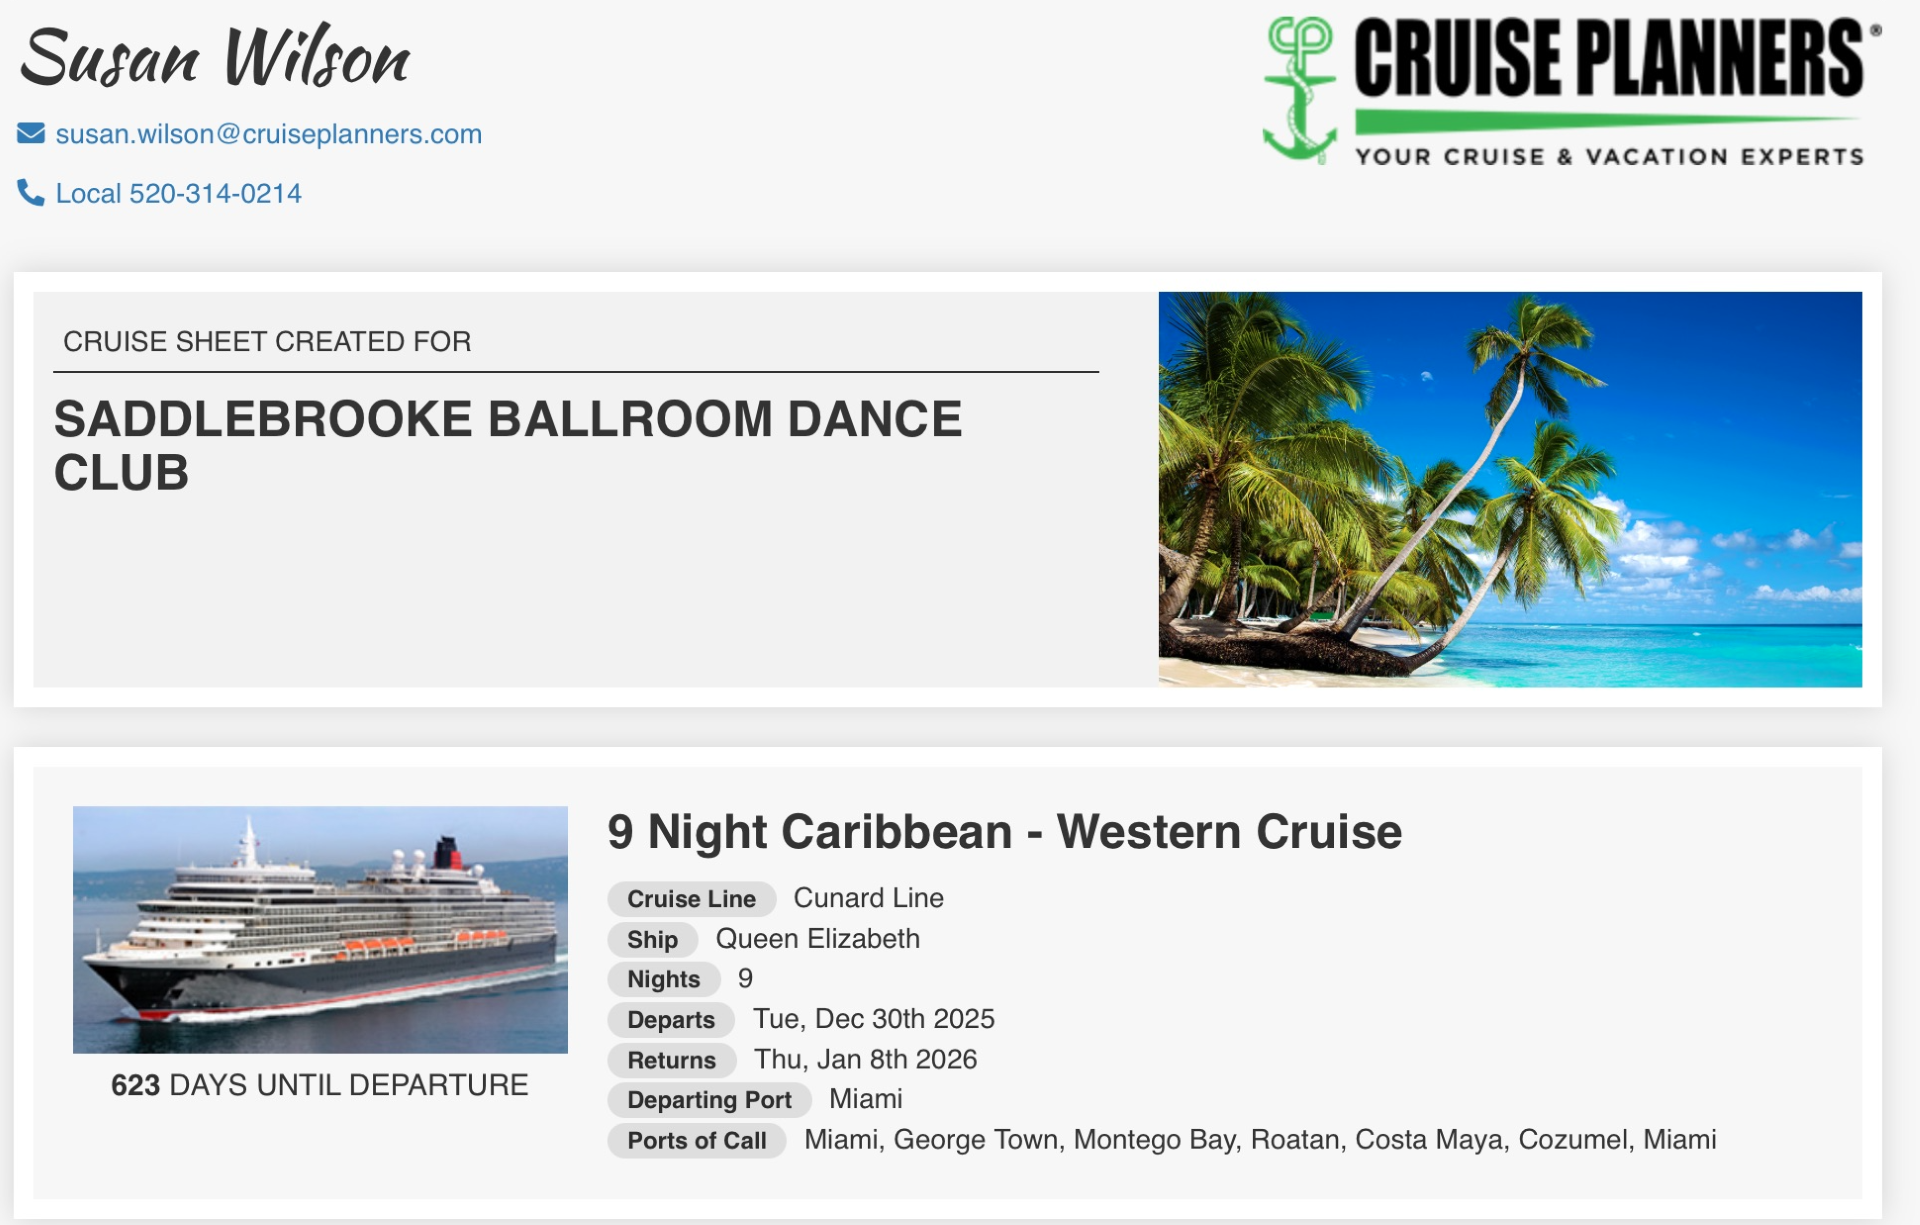 Susan Wilson
susan.wilson@cruiseplanners.com
Local 520-314-0214
CP
CRUISE PLANNERS®
YOUR CRUISE & VACATION EXPERTS
CRUISE SHEET CREATED FOR
SADDLEBROOKE BALLROOM DANCE
CLUB
9 Night Caribbean - Western Cruise
Cruise Line Cunard Line
Ship Queen Elizabeth
Nights 9
Departs Tue, Dec 30th 2025
Returns Thu, Jan 8th 2026
Departing Port Miami
Ports of Call Miami, George Town, Montego Bay, Roatan, Costa Maya, Cozumel, Miami
623 DAYS UNTIL DEPARTURE